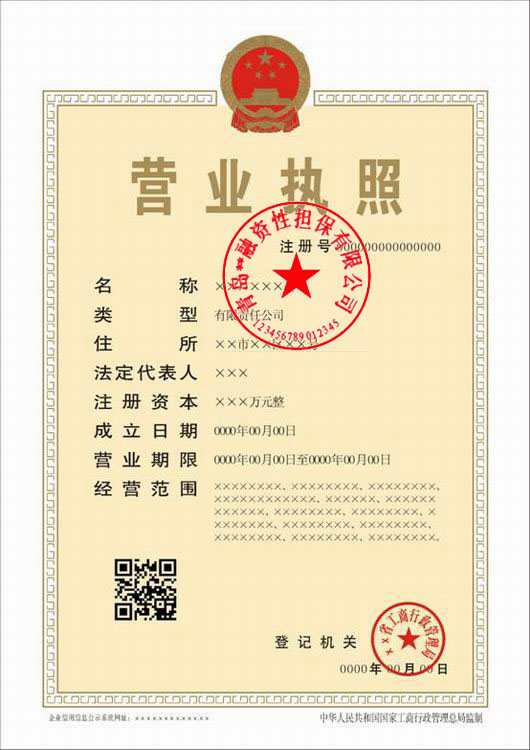 营业执照
注册号 000000000000000
青岛**融资性担保有限公司
123456789012345
名称 ×××××××
类型 有限责任公司
住所 ××市××区××号
法定代表人 ×××
注册资本 ×××万元整
成立日期 0000年00月00日
营业期限 0000年00月00日至0000年00月00日
经营范围 ××××××××、××××××××、××××××××、
×××××××××××、××××××、×××××××
×××××、×××××××、××××××××、××××××
×××××××、××××××××、××××××××、
××××××××、××××××××、××××××××。
登记机关
××省工商行政管理局
0000年00月00日
企业信用信息公示系统网址：××××××××××××
中华人民共和国国家工商行政管理总局监制